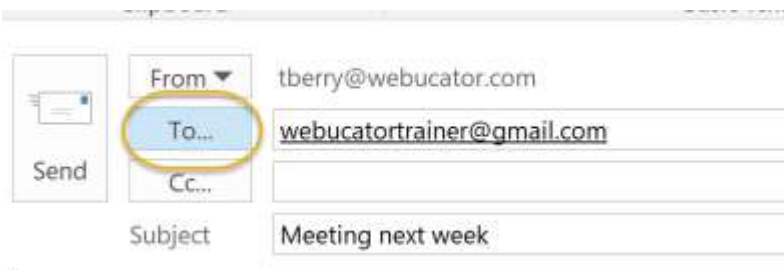 From tberry@webucator.com
To... webucatortrainer@gmail.com
Send
Cc...
Subject Meeting next week